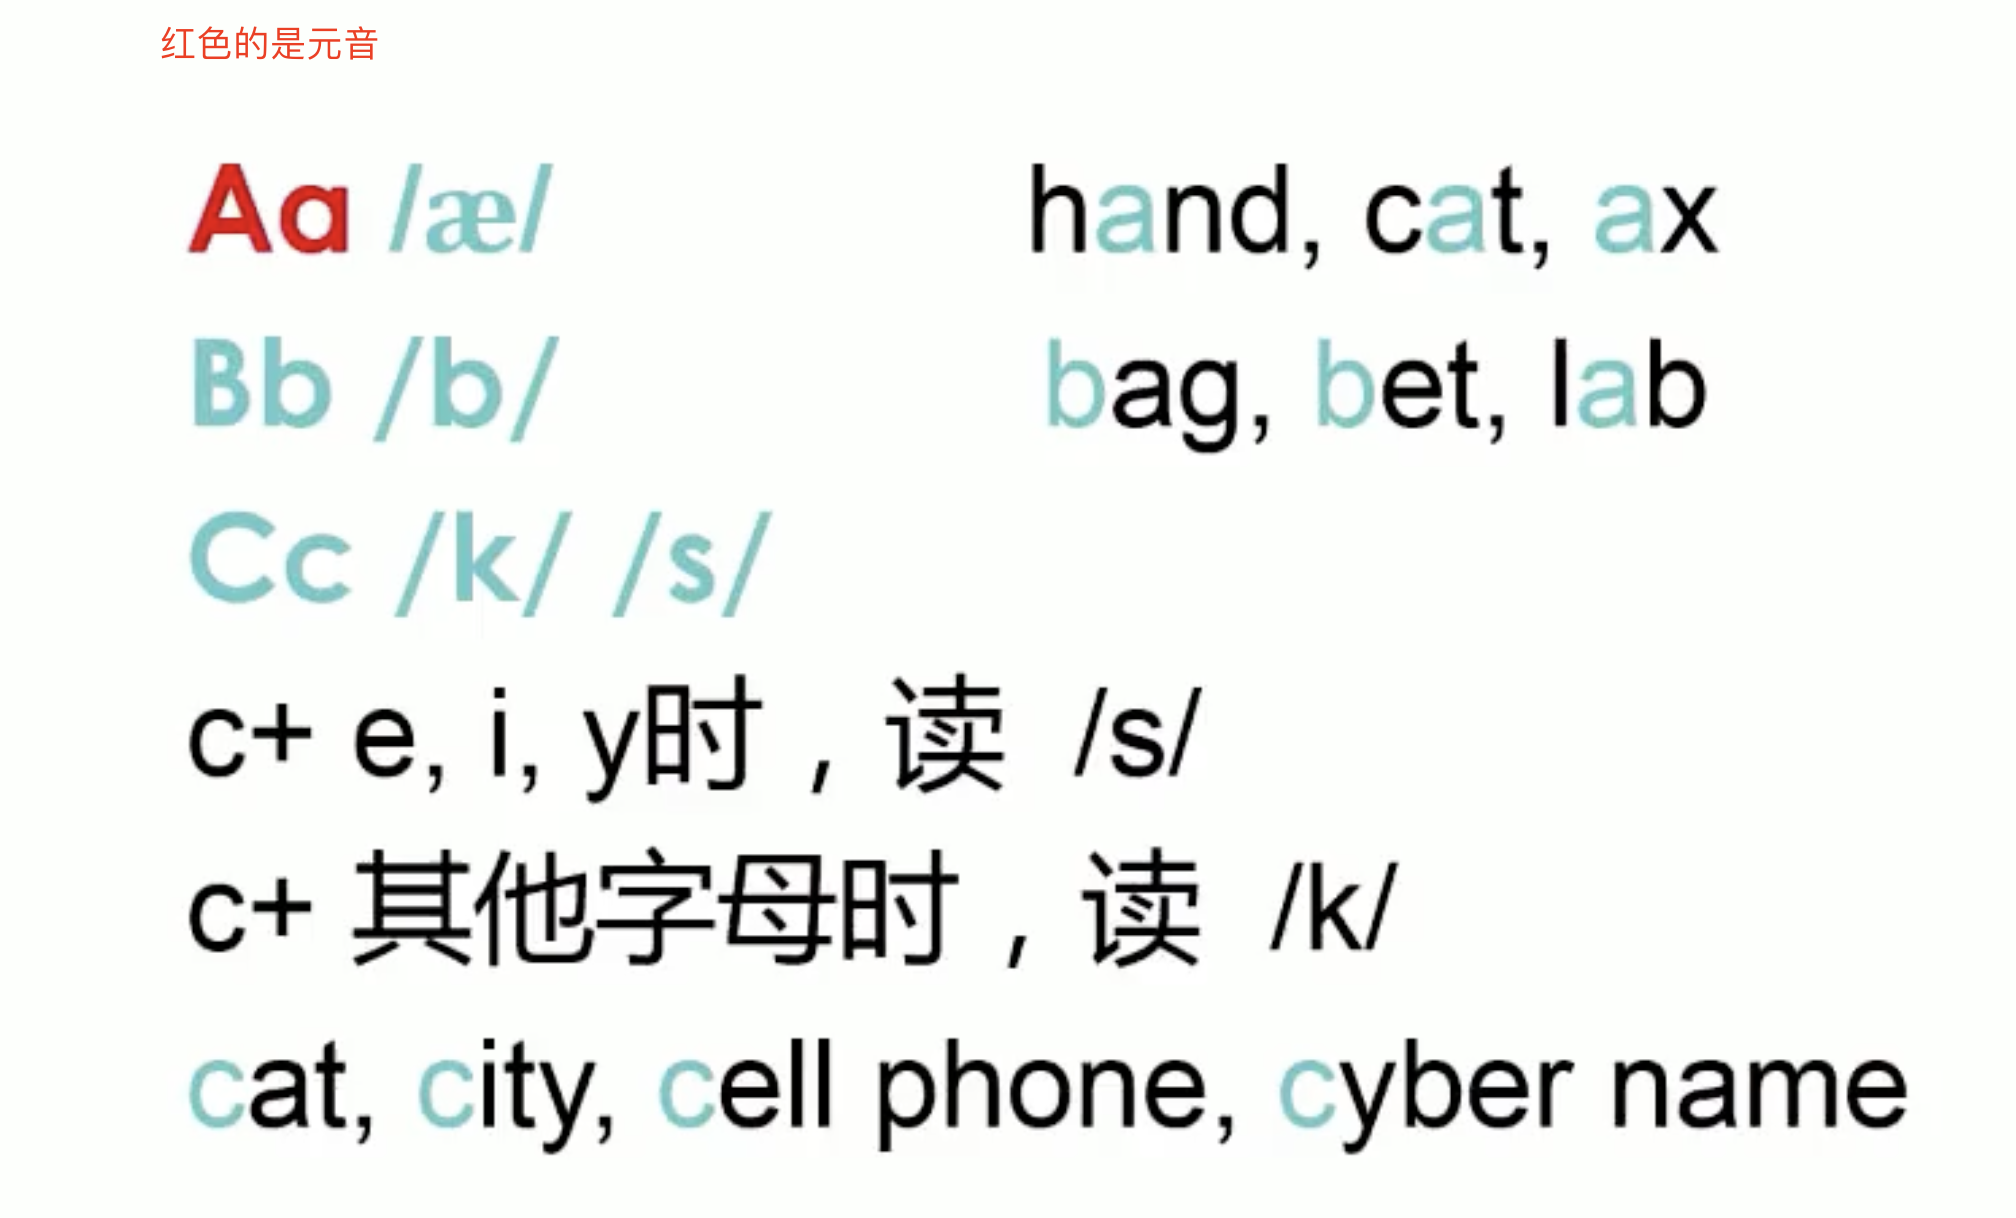 红色的是元音
Aa /æ/ hand, cat, ax
Bb /b/ bag, bet, lab
Cc /k/ /s/
c+ e, i, y时，读 /s/
c+ 其他字母时，读 /k/
cat, city, cell phone, cyber name